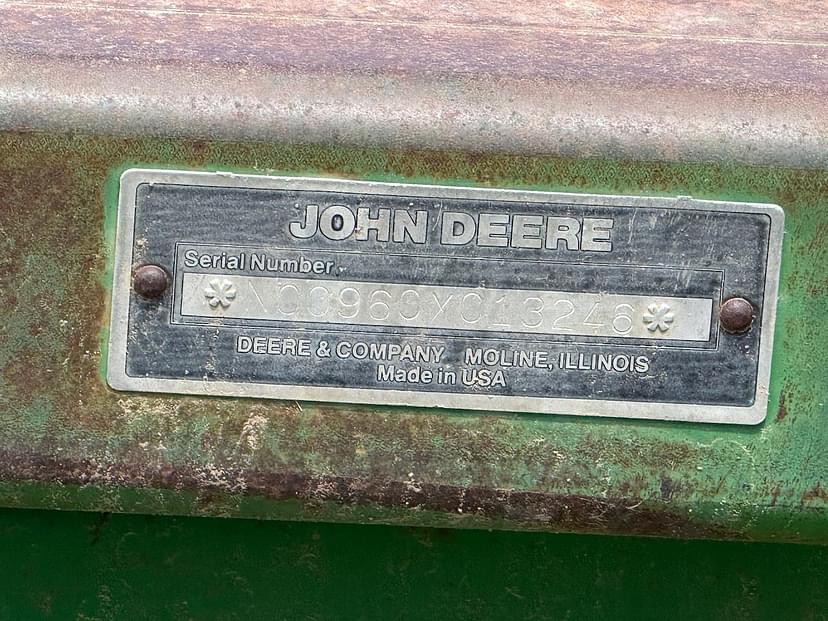 JOHN DEERE
Serial Number
*N00960X013246*
DEERE & COMPANY MOLINE, ILLINOIS
Made in USA